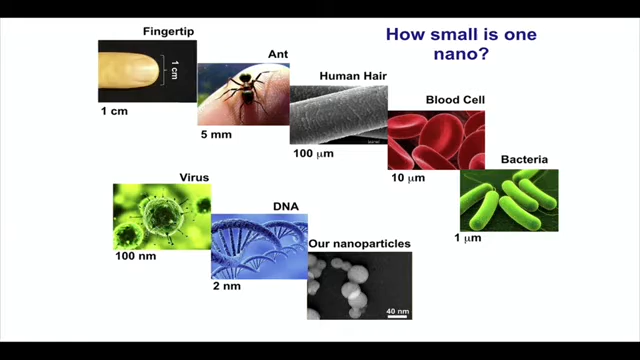 How small is one
nano?
Fingertip
1 cm
1 cm
Ant
5 mm
Human Hair
100 µm
Blood Cell
10 µm
Bacteria
1 µm
Virus
100 nm
DNA
2 nm
Our nanoparticles
40 nm